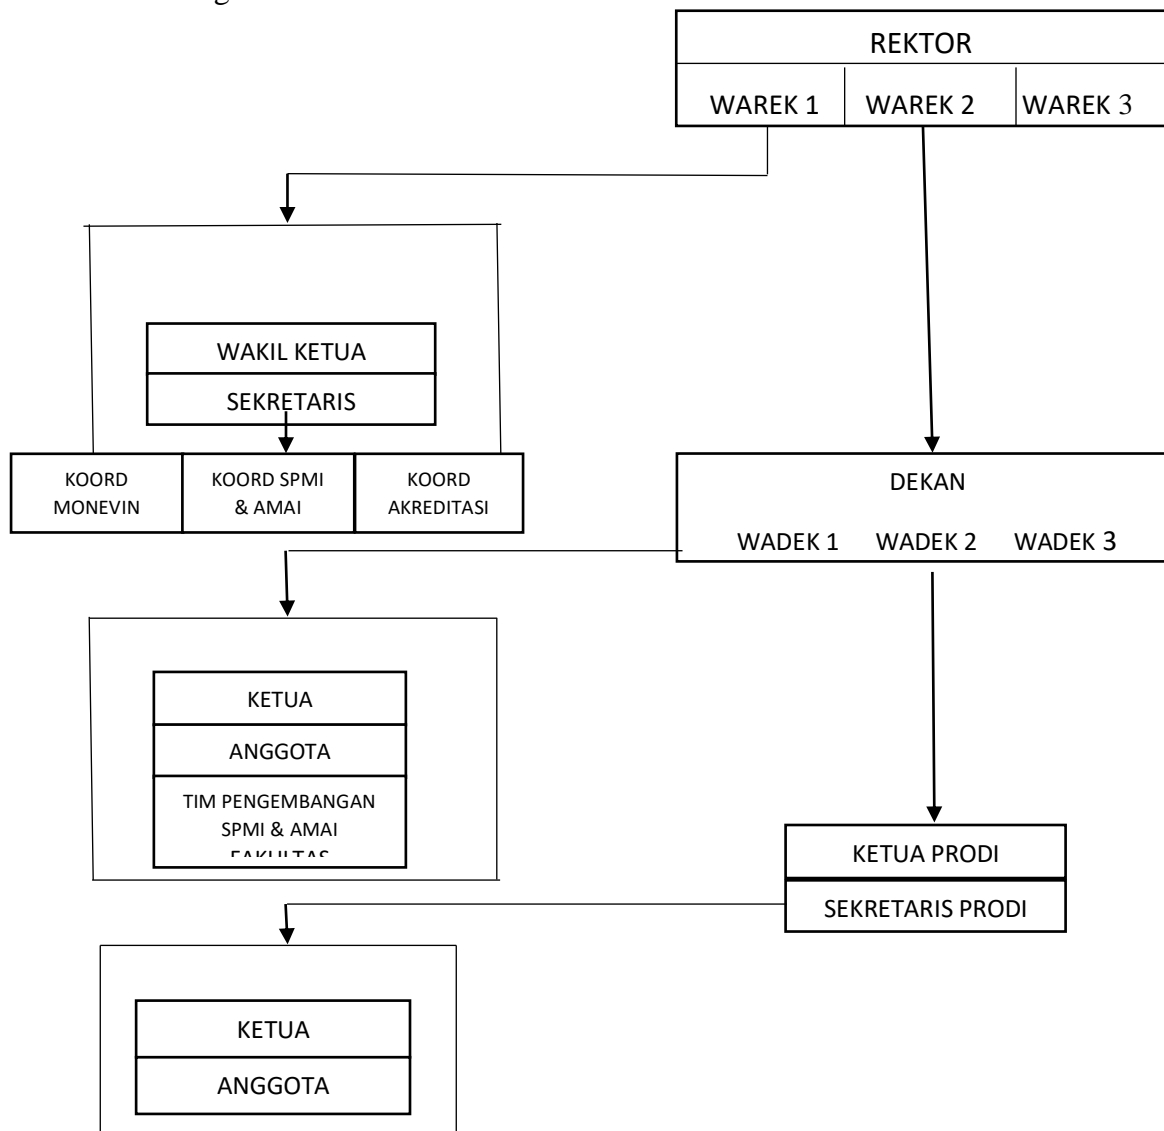 REKTOR
WAREK 1 WAREK 2 WAREK 3
WAKIL KETUA
SEKRETARIS
KOORD
MONEVIN
KOORD SPMI
& AMAI
KOORD
AKREDITASI
DEKAN
WADEK 1 WADEK 2 WADEK 3
KETUA
ANGGOTA
TIM PENGEMBANGAN
SPMI & AMAI
FAKULTAS
KETUA PRODI
SEKRETARIS PRODI
KETUA
ANGGOTA